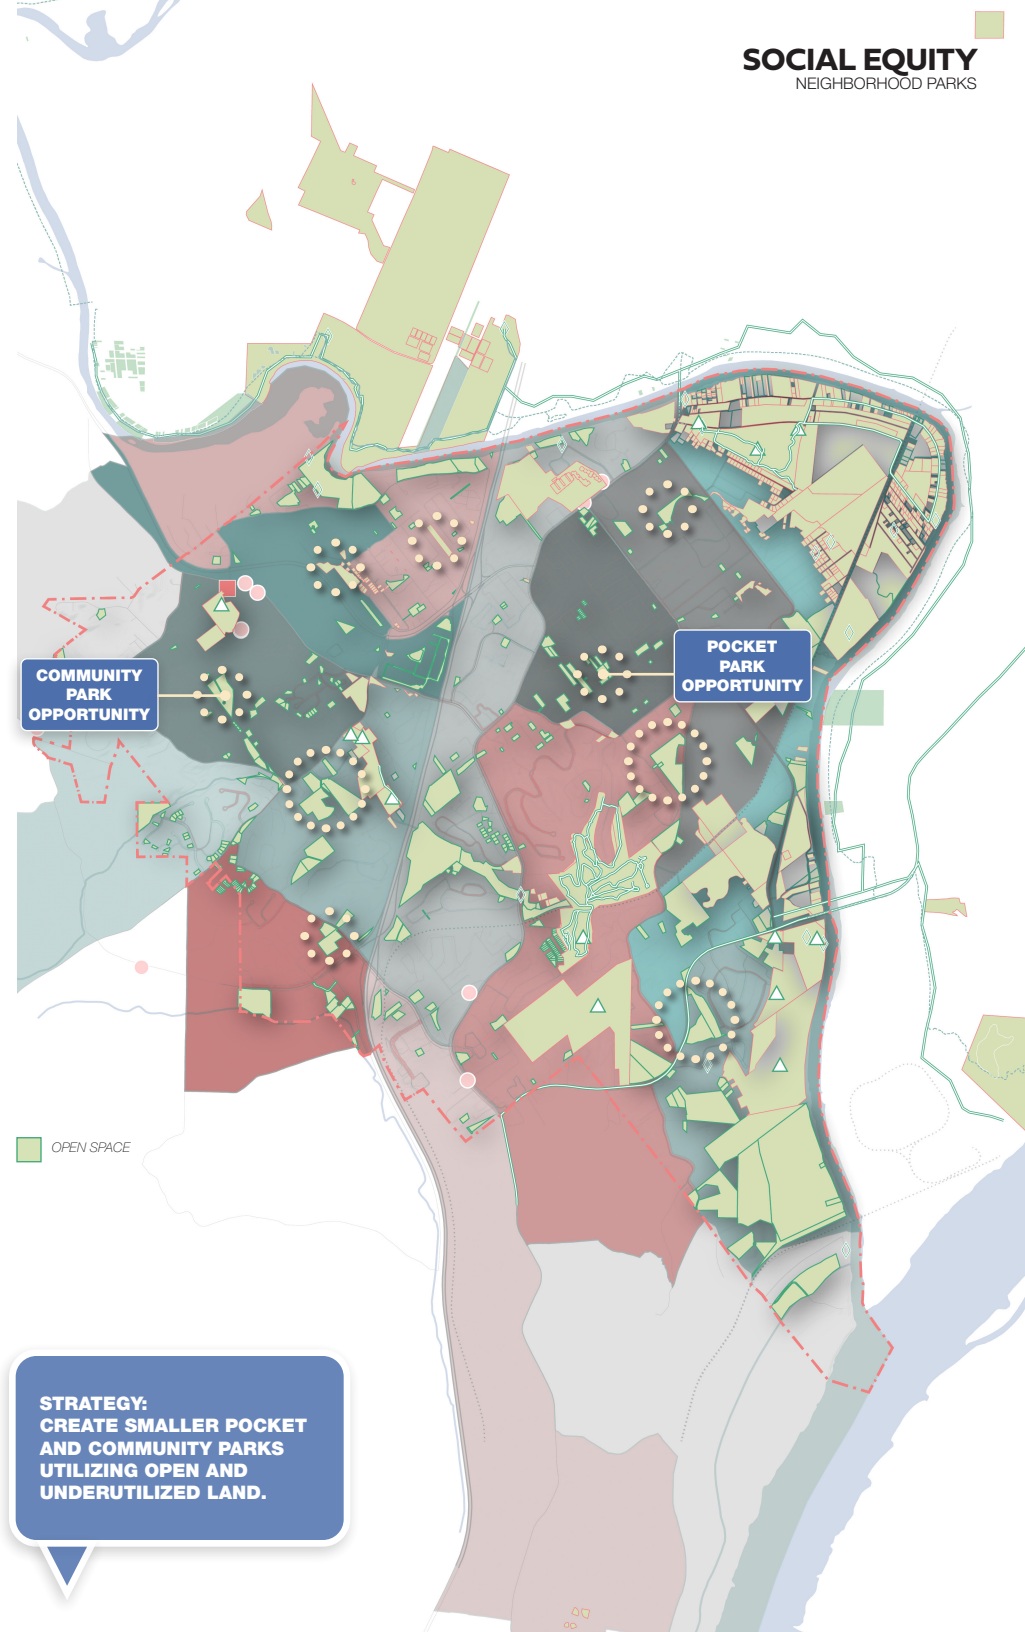 SOCIAL EQUITY
NEIGHBORHOOD PARKS
COMMUNITY
PARK
OPPORTUNITY
POCKET
PARK
OPPORTUNITY
OPEN SPACE
STRATEGY:
CREATE SMALLER POCKET
AND COMMUNITY PARKS
UTILIZING OPEN AND
UNDERUTILIZED LAND.